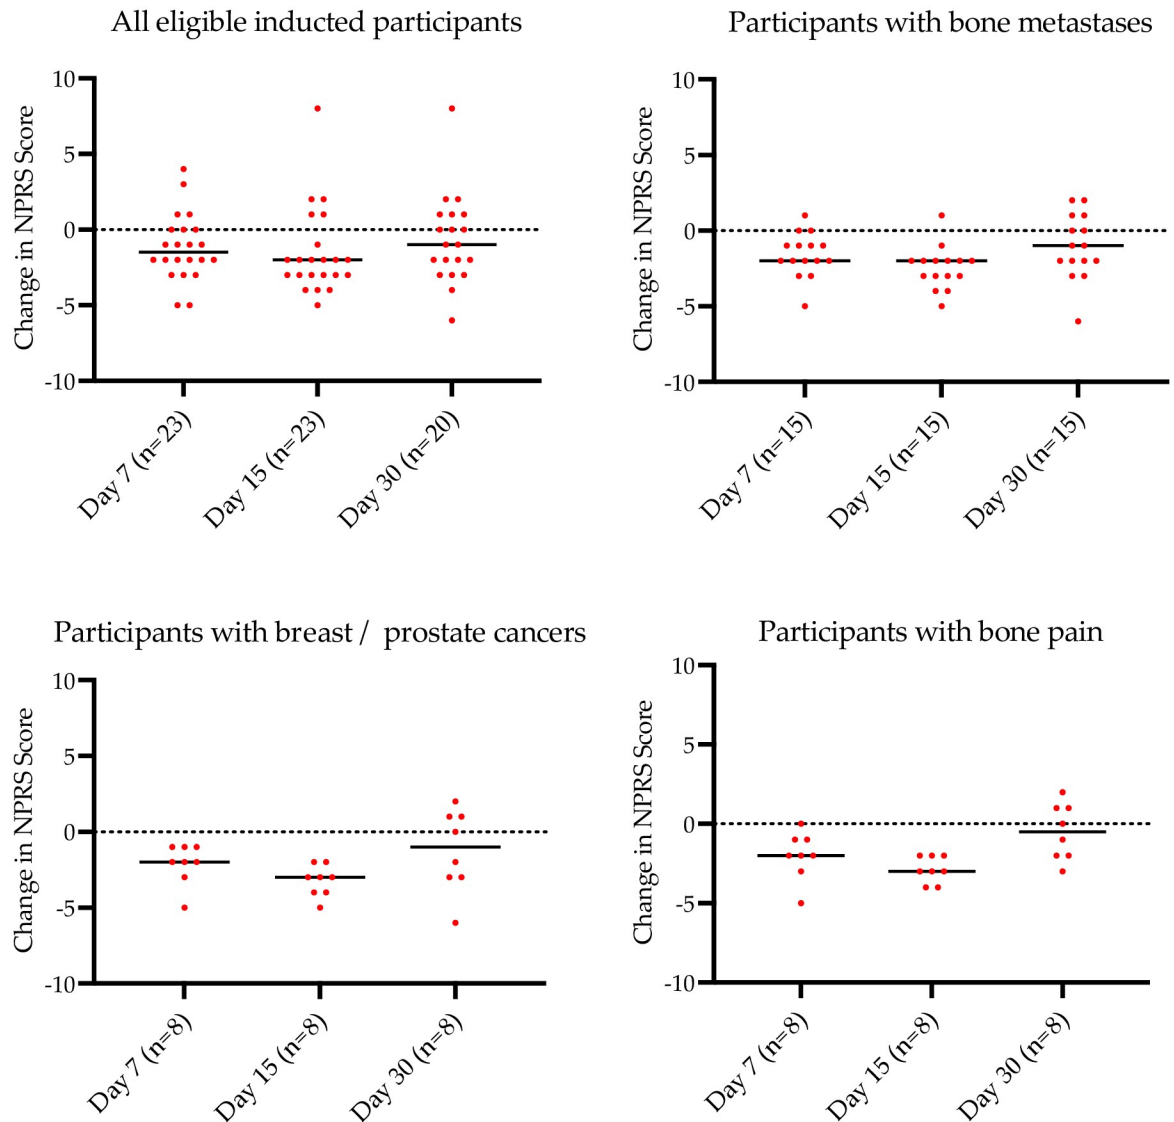 All eligible inducted participants
Change in NPRS Score
10
5
0
-5
-10
Day 7 (n=23)
Day 15 (n=23)
Day 30 (n=20)
Participants with bone metastases
Change in NPRS Score
10
5
0
-5
-10
Day 7 (n=15)
Day 15 (n=15)
Day 30 (n=15)
Participants with breast / prostate cancers
Change in NPRS Score
10
5
0
-5
-10
Day 7 (n=8)
Day 15 (n=8)
Day 30 (n=8)
Participants with bone pain
Change in NPRS Score
10
5
0
-5
-10
Day 7 (n=8)
Day 15 (n=8)
Day 30 (n=8)